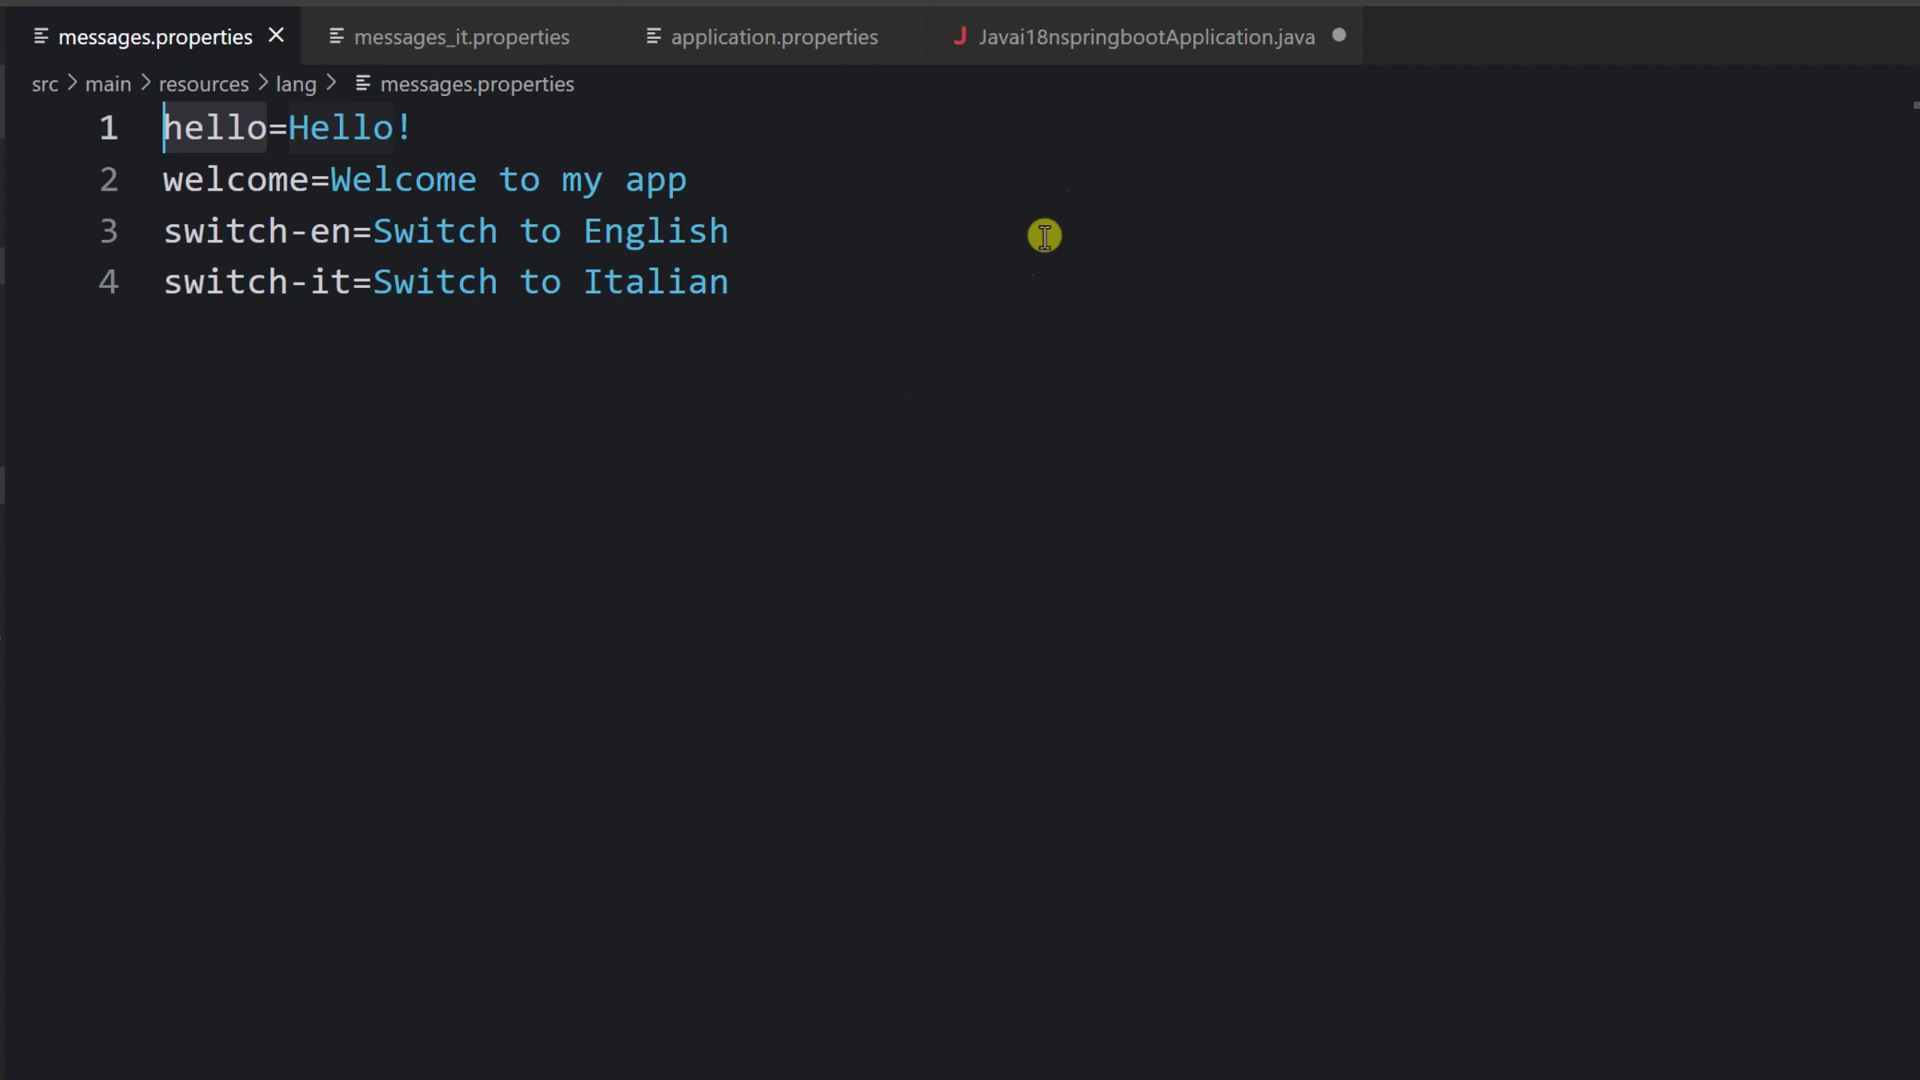 messages.properties messages_it.properties application.properties J Javai18nspringbootApplication.java
src > main > resources > lang > messages.properties
1 hello=Hello!
2 welcome=Welcome to my app
3 switch-en=Switch to English
4 switch-it=Switch to Italian